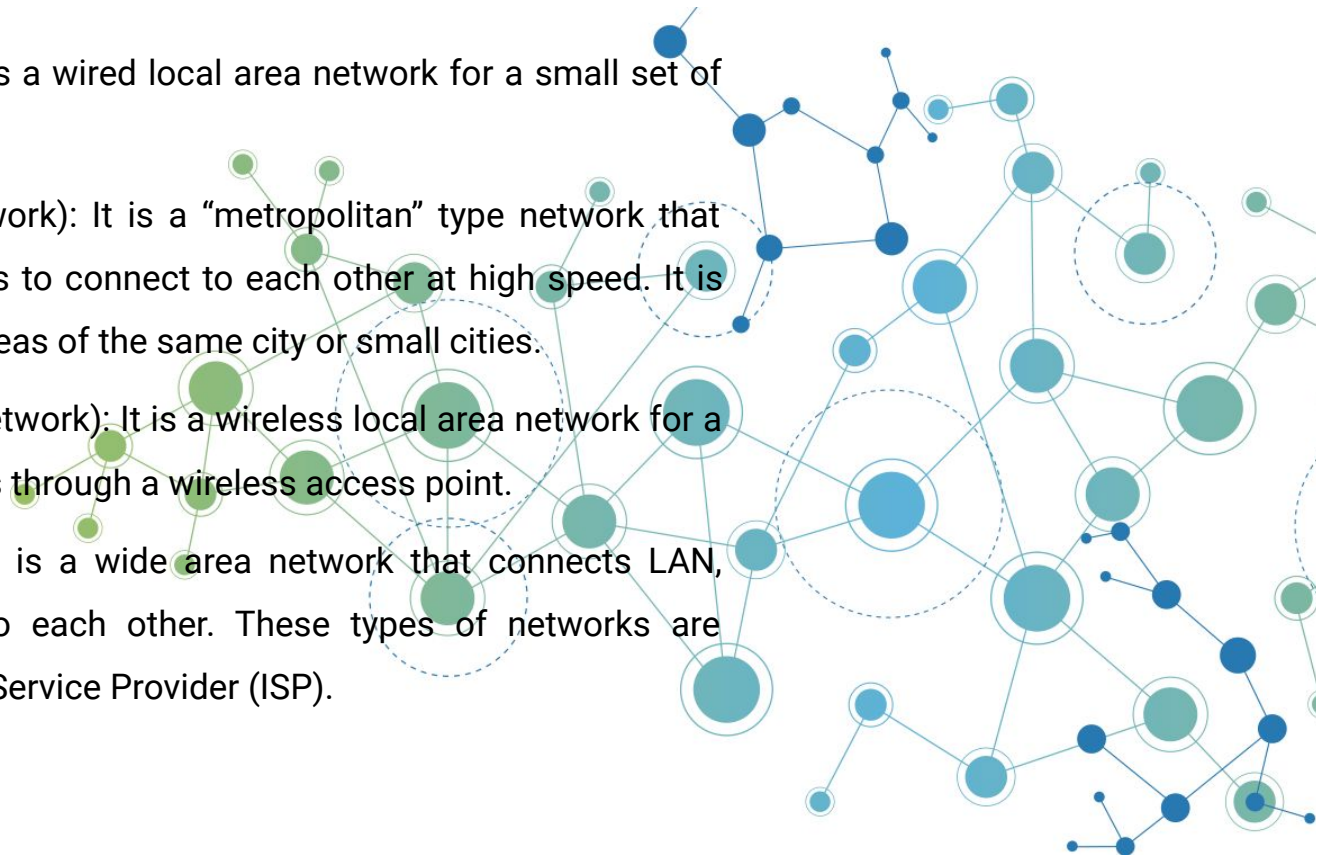 s a wired local area network for a small set of
work): It is a “metropolitan” type network that
s to connect to each other at high speed. It is
eas of the same city or small cities.
etwork): It is a wireless local area network for a
s through a wireless access point.
is a wide area network that connects LAN,
o each other. These types of networks are
Service Provider (ISP).